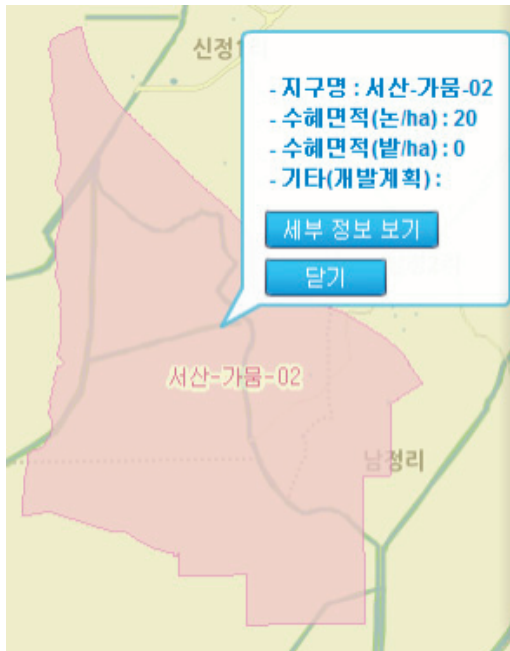 신정1
- 지구명 : 서산-가뭄-02
- 수혜면적(논/ha) : 20
- 수혜면적(밭/ha) : 0
- 기타(개발계획) :
세부 정보 보기
닫기
서산-가뭄-02
남정리